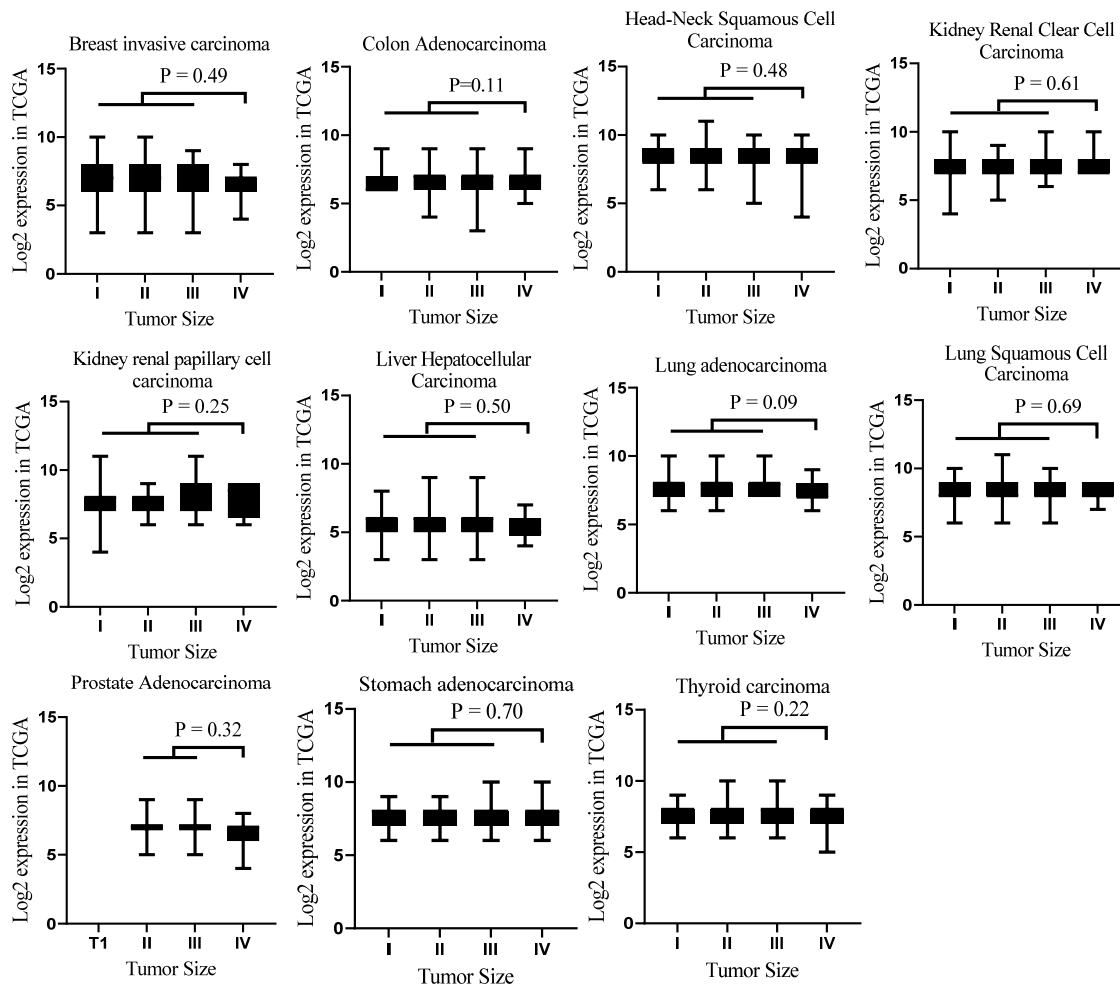 Breast invasive carcinoma
P = 0.49
Log2 expression in TCGA
15
10
5
0
I II III IV
Tumor Size
Colon Adenocarcinoma
P=0.11
Log2 expression in TCGA
15
10
5
0
I II III IV
Tumor Size
Head-Neck Squamous Cell
Carcinoma
P = 0.48
Log2 expression in TCGA
15
10
5
0
I II III IV
Tumor Size
Kidney Renal Clear Cell
Carcinoma
P = 0.61
Log2 expression in TCGA
15
10
5
0
I II III IV
Tumor Size
Kidney renal papillary cell
carcinoma
P = 0.25
Log2 expression in TCGA
15
10
5
0
I II III IV
Tumor Size
Liver Hepatocellular
Carcinoma
P = 0.50
Log2 expression in TCGA
15
10
5
0
I II III IV
Tumor Size
Lung adenocarcinoma
P = 0.09
Log2 expression in TCGA
15
10
5
0
I II III IV
Tumor Size
Lung Squamous Cell
Carcinoma
P = 0.69
Log2 expression in TCGA
15
10
5
0
I II III IV
Tumor Size
Prostate Adenocarcinoma
P = 0.32
Log2 expression in TCGA
15
10
5
0
T1 II III IV
Tumor Size
Stomach adenocarcinoma
P = 0.70
Log2 expression in TCGA
15
10
5
0
I II III IV
Tumor Size
Thyroid carcinoma
P = 0.22
Log2 expression in TCGA
15
10
5
0
I II III IV
Tumor Size